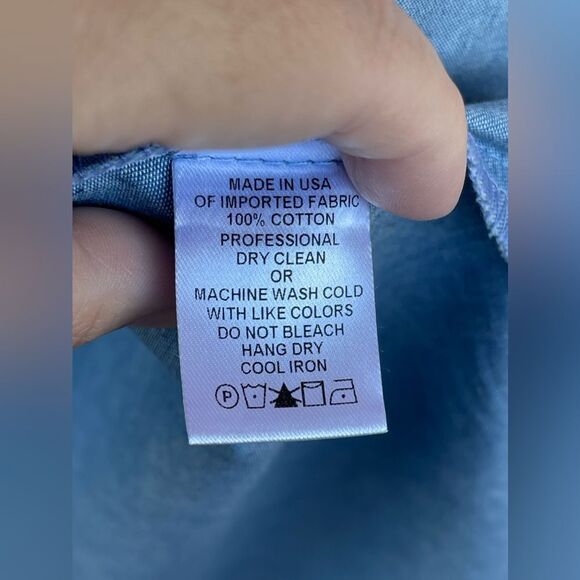 MADE IN USA
OF IMPORTED FABRIC
100% COTTON
PROFESSIONAL
DRY CLEAN
OR
MACHINE WASH COLD
WITH LIKE COLORS
DO NOT BLEACH
HANG DRY
COOL IRON
P